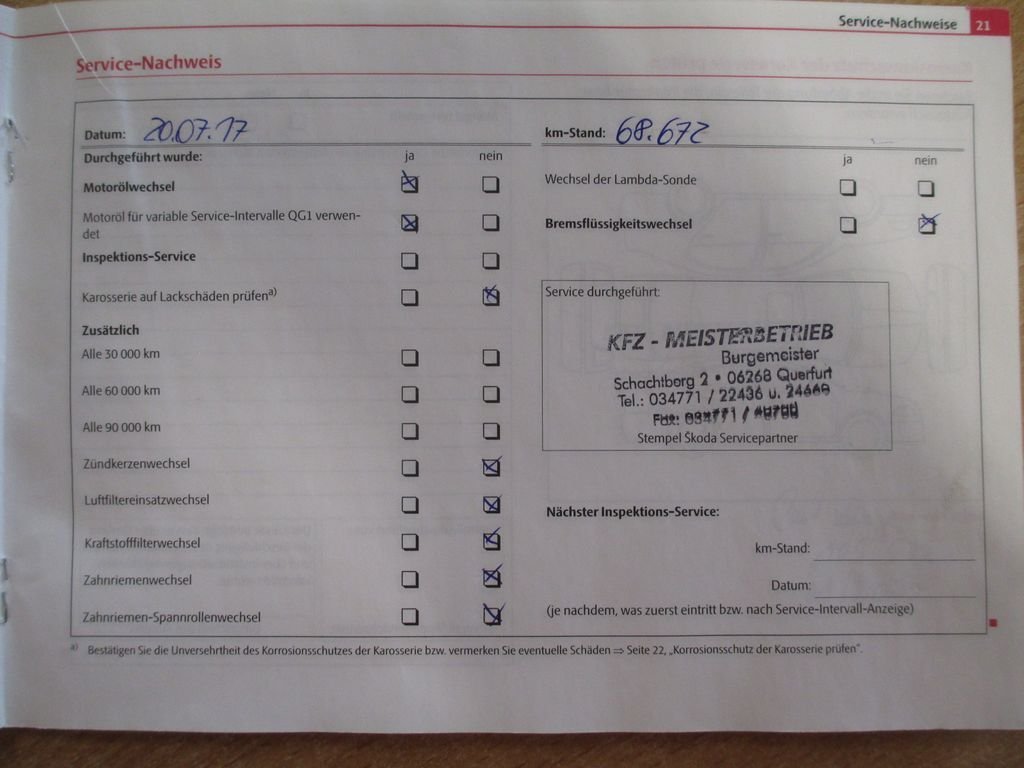 Service-Nachweise 21
Service-Nachweis
Datum: 20.07.17
Durchgeführt wurde: ja nein
Motorölwechsel
Motoröl für variable Service-Intervalle QG1 verwen-
det
Inspektions-Service
Karosserie auf Lackschäden prüfen a)
Zusätzlich
Alle 30 000 km
Alle 60 000 km
Alle 90 000 km
Zündkerzenwechsel
Luftfiltereinsatzwechsel
Kraftstofffilterwechsel
Zahnriemenwechsel
Zahnriemen-Spannrollenwechsel
km-Stand: 68.672
ja nein
Wechsel der Lambda-Sonde
Bremsflüssigkeitswechsel
Service durchgeführt:
KFZ - MEISTERBETRIEB
Burgemeister
Schachtberg 2 • 06268 Querfurt
Tel.: 034771 / 22436 u.
Fax: 034771 /
Stempel Škoda Servicepartner
Nächster Inspektions-Service:
km-Stand:
Datum:
(je nachdem, was zuerst eintritt bzw. nach Service-Intervall-Anzeige)
a) Bestätigen Sie die Unversehrtheit des Korrosionsschutzes der Karosserie bzw. vermerken Sie eventuelle Schäden ⇒ Seite 22, „Korrosionsschutz der Karosserie prüfen“.